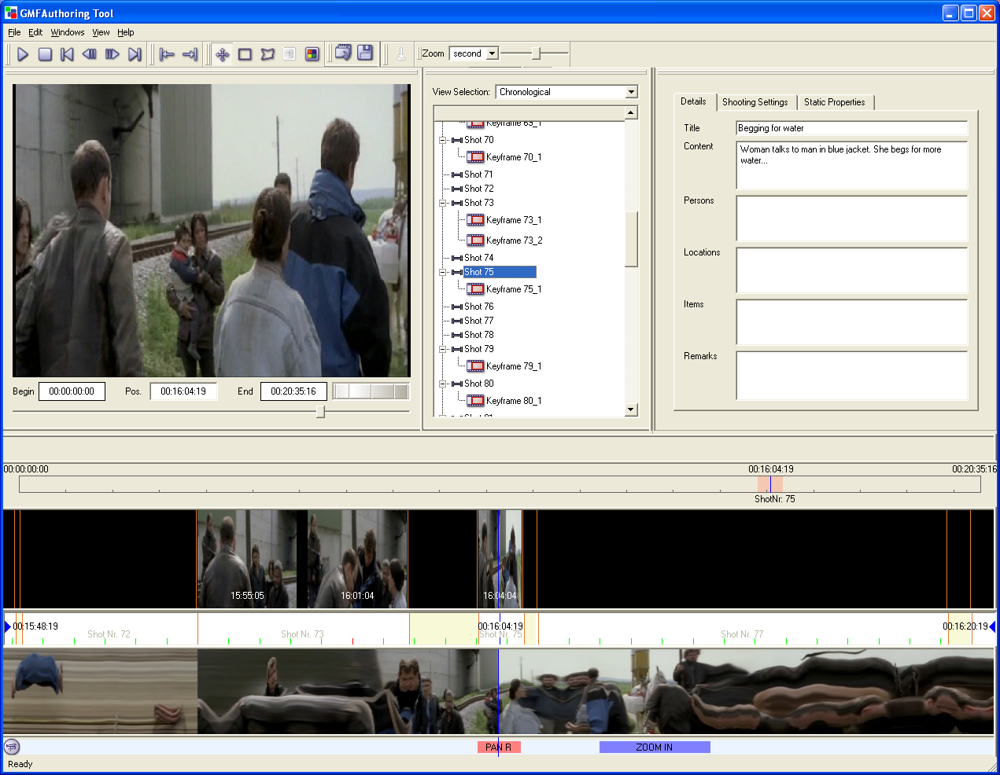 GMFAuthoring Tool
File Edit Windows View Help
Zoom second
View Selection: Chronological
Keyframe 69_1
Shot 70
Keyframe 70_1
Shot 71
Shot 72
Shot 73
Keyframe 73_1
Keyframe 73_2
Shot 74
Shot 75
Keyframe 75_1
Shot 76
Shot 77
Shot 78
Shot 79
Keyframe 79_1
Shot 80
Keyframe 80_1
Shot 81
Details Shooting Settings Static Properties
Title Begging for water
Content Woman talks to man in blue jacket. She begs for more
water...
Persons
Locations
Items
Remarks
Begin 00:00:00:00 Pos. 00:16:04:19 End 00:20:35:16
00:00:00:00 00:16:04:19 00:20:35:16
ShotNr. 75
15:55:05 16:01:04 16:04:04
00:15:48:19 00:16:04:19 00:16:20:19
Shot Nr. 72 Shot Nr. 73 Shot Nr. 75 Shot Nr. 77
PAN R ZOOM IN
Ready